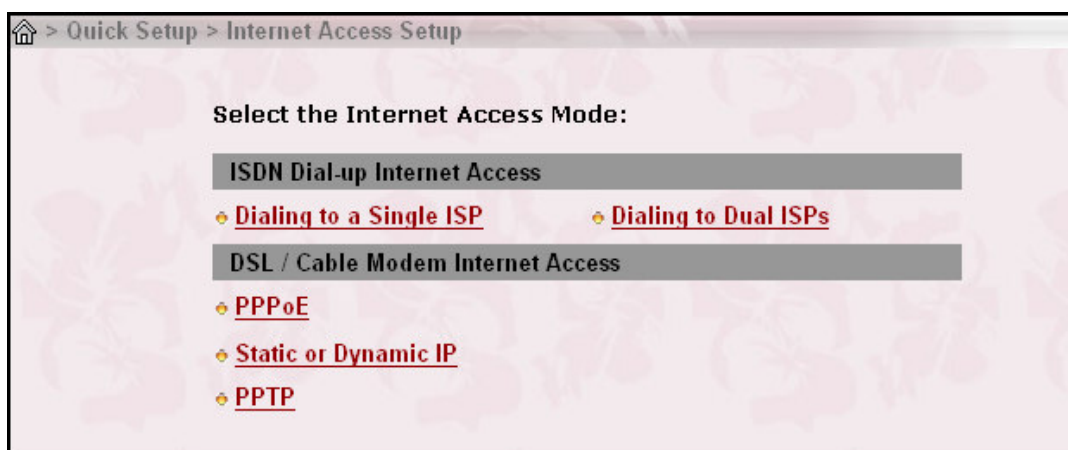 > Quick Setup > Internet Access Setup
Select the Internet Access Mode:
ISDN Dial-up Internet Access
Dialing to a Single ISP Dialing to Dual ISPs
DSL / Cable Modem Internet Access
PPPoE
Static or Dynamic IP
PPTP